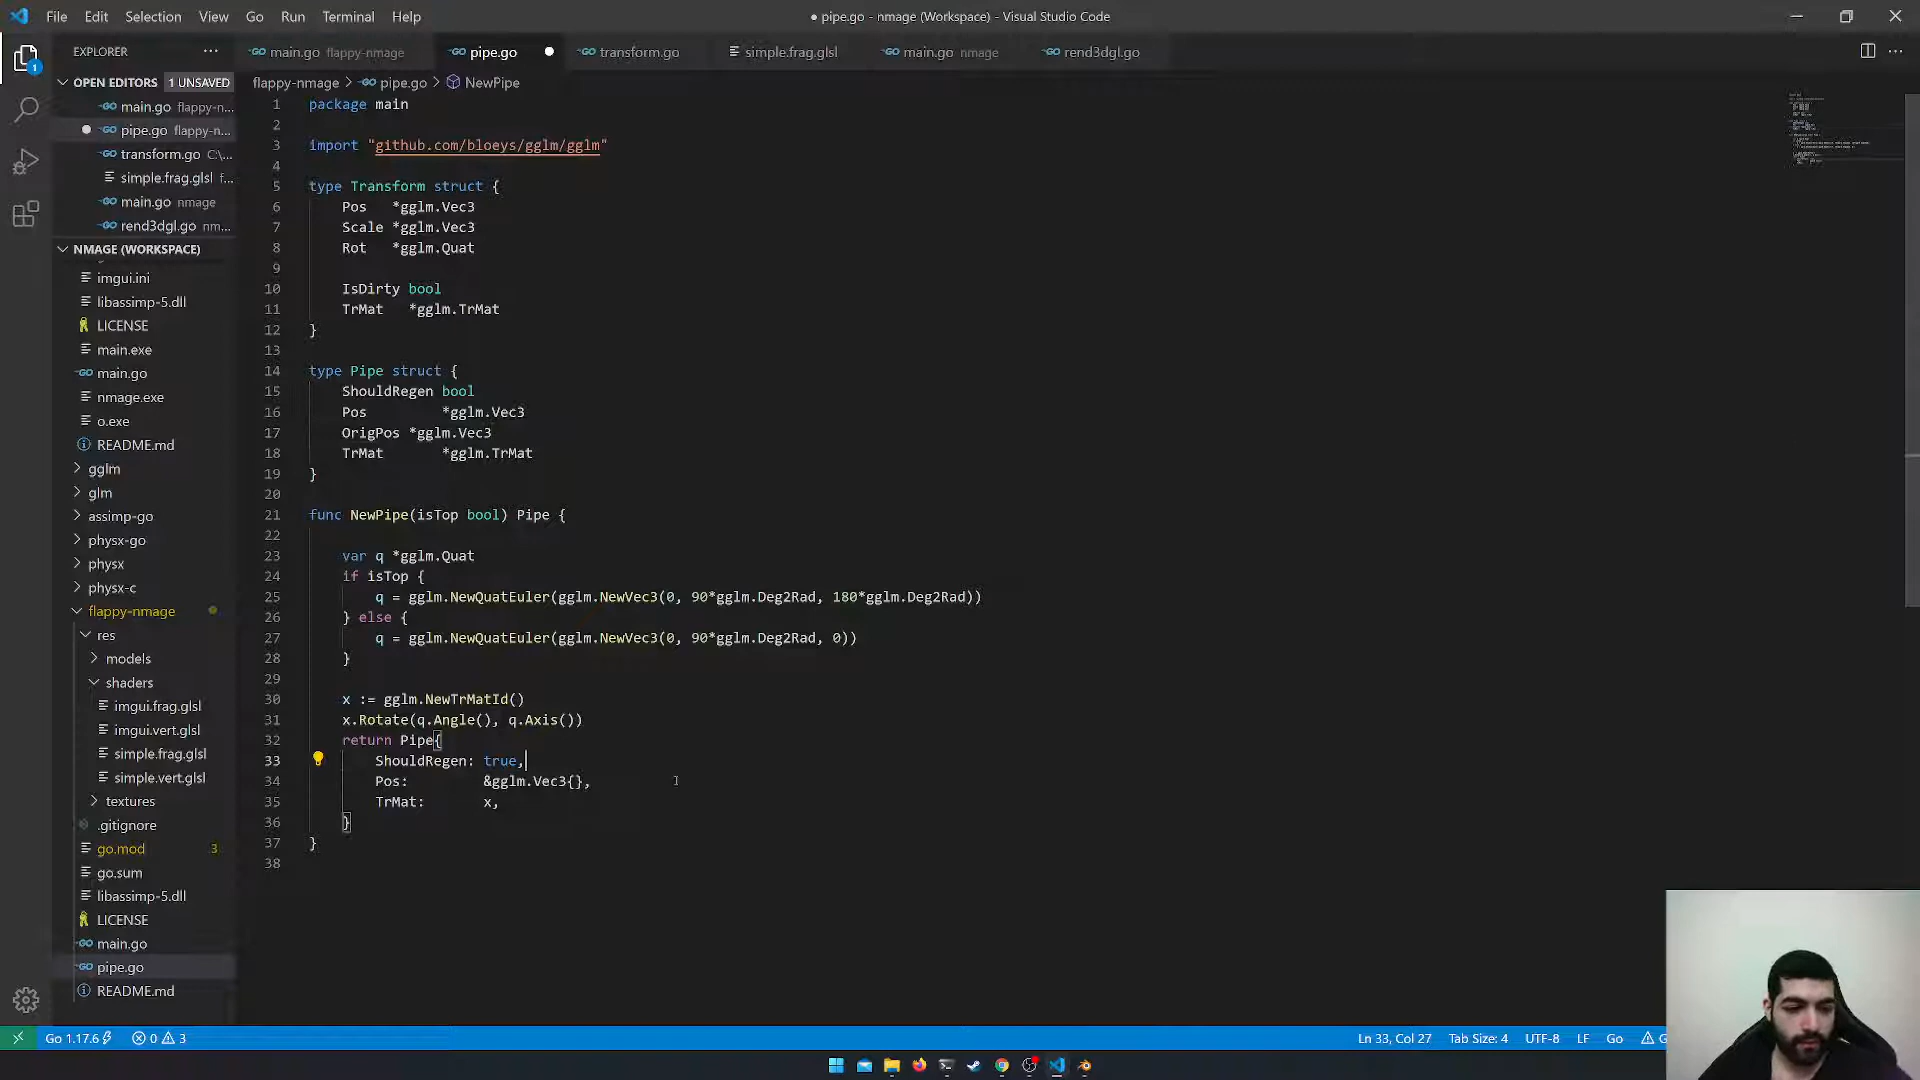 File Edit Selection View Go Run Terminal Help
● pipe.go - nmage (Workspace) - Visual Studio Code
EXPLORER
main.go flappy-nmage
pipe.go
transform.go
simple.frag.glsl
main.go nmage
rend3dgl.go
OPEN EDITORS 1 UNSAVED
main.go flappy-n...
pipe.go flappy-n...
transform.go C:\...
simple.frag.glsl f...
main.go nmage
rend3dgl.go nm...
NMAGE (WORKSPACE)
imgui.ini
libassimp-5.dll
LICENSE
main.exe
main.go
nmage.exe
o.exe
README.md
gglm
glm
assimp-go
physx-go
physx
physx-c
flappy-nmage
res
models
shaders
imgui.frag.glsl
imgui.vert.glsl
simple.frag.glsl
simple.vert.glsl
textures
.gitignore
go.mod 3
go.sum
libassimp-5.dll
LICENSE
main.go
pipe.go
README.md
flappy-nmage > pipe.go > NewPipe
1 package main
2
3 import "github.com/bloeys/gglm/gglm"
4
5 type Transform struct {
6 Pos *gglm.Vec3
7 Scale *gglm.Vec3
8 Rot *gglm.Quat
9
10 IsDirty bool
11 TrMat *gglm.TrMat
12 }
13
14 type Pipe struct {
15 ShouldRegen bool
16 Pos *gglm.Vec3
17 OrigPos *gglm.Vec3
18 TrMat *gglm.TrMat
19 }
20
21 func NewPipe(isTop bool) Pipe {
22
23 var q *gglm.Quat
24 if isTop {
25 q = gglm.NewQuatEuler(gglm.NewVec3(0, 90*gglm.Deg2Rad, 180*gglm.Deg2Rad))
26 } else {
27 q = gglm.NewQuatEuler(gglm.NewVec3(0, 90*gglm.Deg2Rad, 0))
28 }
29
30 x := gglm.NewTrMatId()
31 x.Rotate(q.Angle(), q.Axis())
32 return Pipe{
33 ShouldRegen: true,
34 Pos: &gglm.Vec3{},
35 TrMat: x,
36 }
37 }
38
Go 1.17.6 0 3
Ln 33, Col 27 Tab Size: 4 UTF-8 LF Go